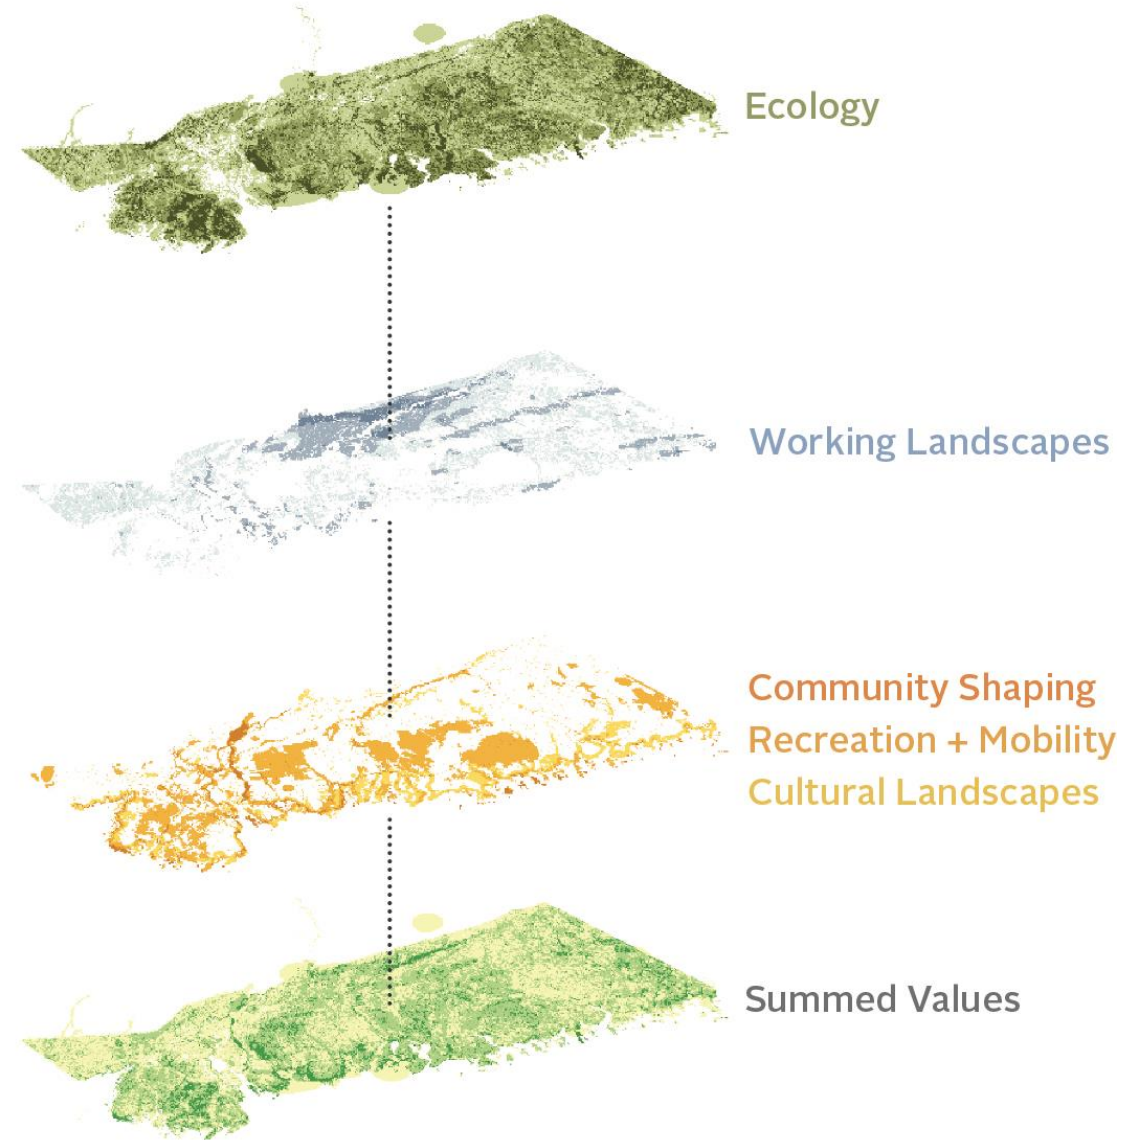 Ecology
Working Landscapes
Community Shaping
Recreation + Mobility
Cultural Landscapes
Summed Values